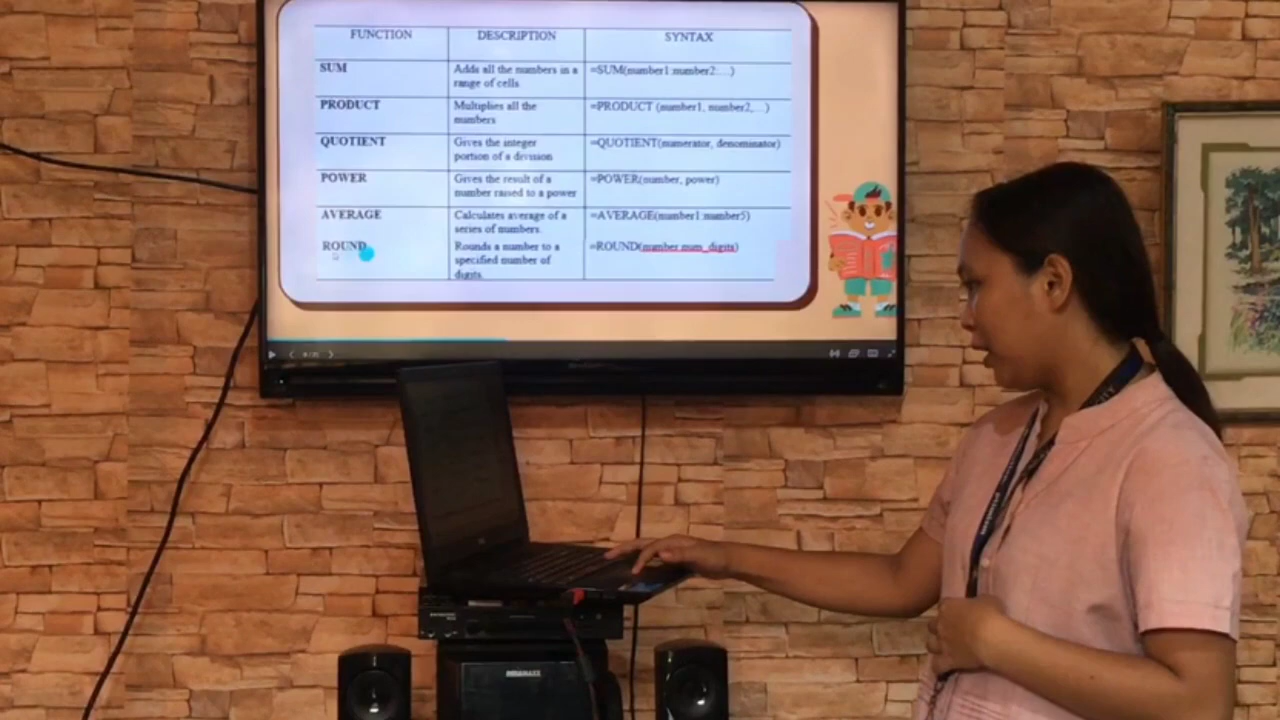 FUNCTION DESCRIPTION SYNTAX
SUM Adds all the numbers in a =SUM(number1:number2:...)
range of cells
PRODUCT Multiplies all the =PRODUCT (number1, number2,...)
numbers
QUOTIENT Gives the integer =QUOTIENT(numerator, denominator)
portion of a division
POWER Gives the result of a =POWER(number, power)
number raised to a power
AVERAGE Calculates average of a =AVERAGE(number1:number5)
series of numbers.
ROUND Rounds a number to a =ROUND(number.num_digits)
specified number of
digits.